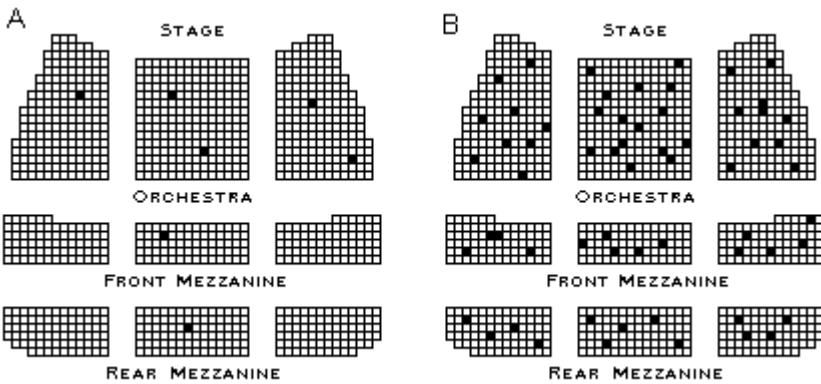 A
STAGE
ORCHESTRA
FRONT MEZZANINE
REAR MEZZANINE
B
STAGE
ORCHESTRA
FRONT MEZZANINE
REAR MEZZANINE